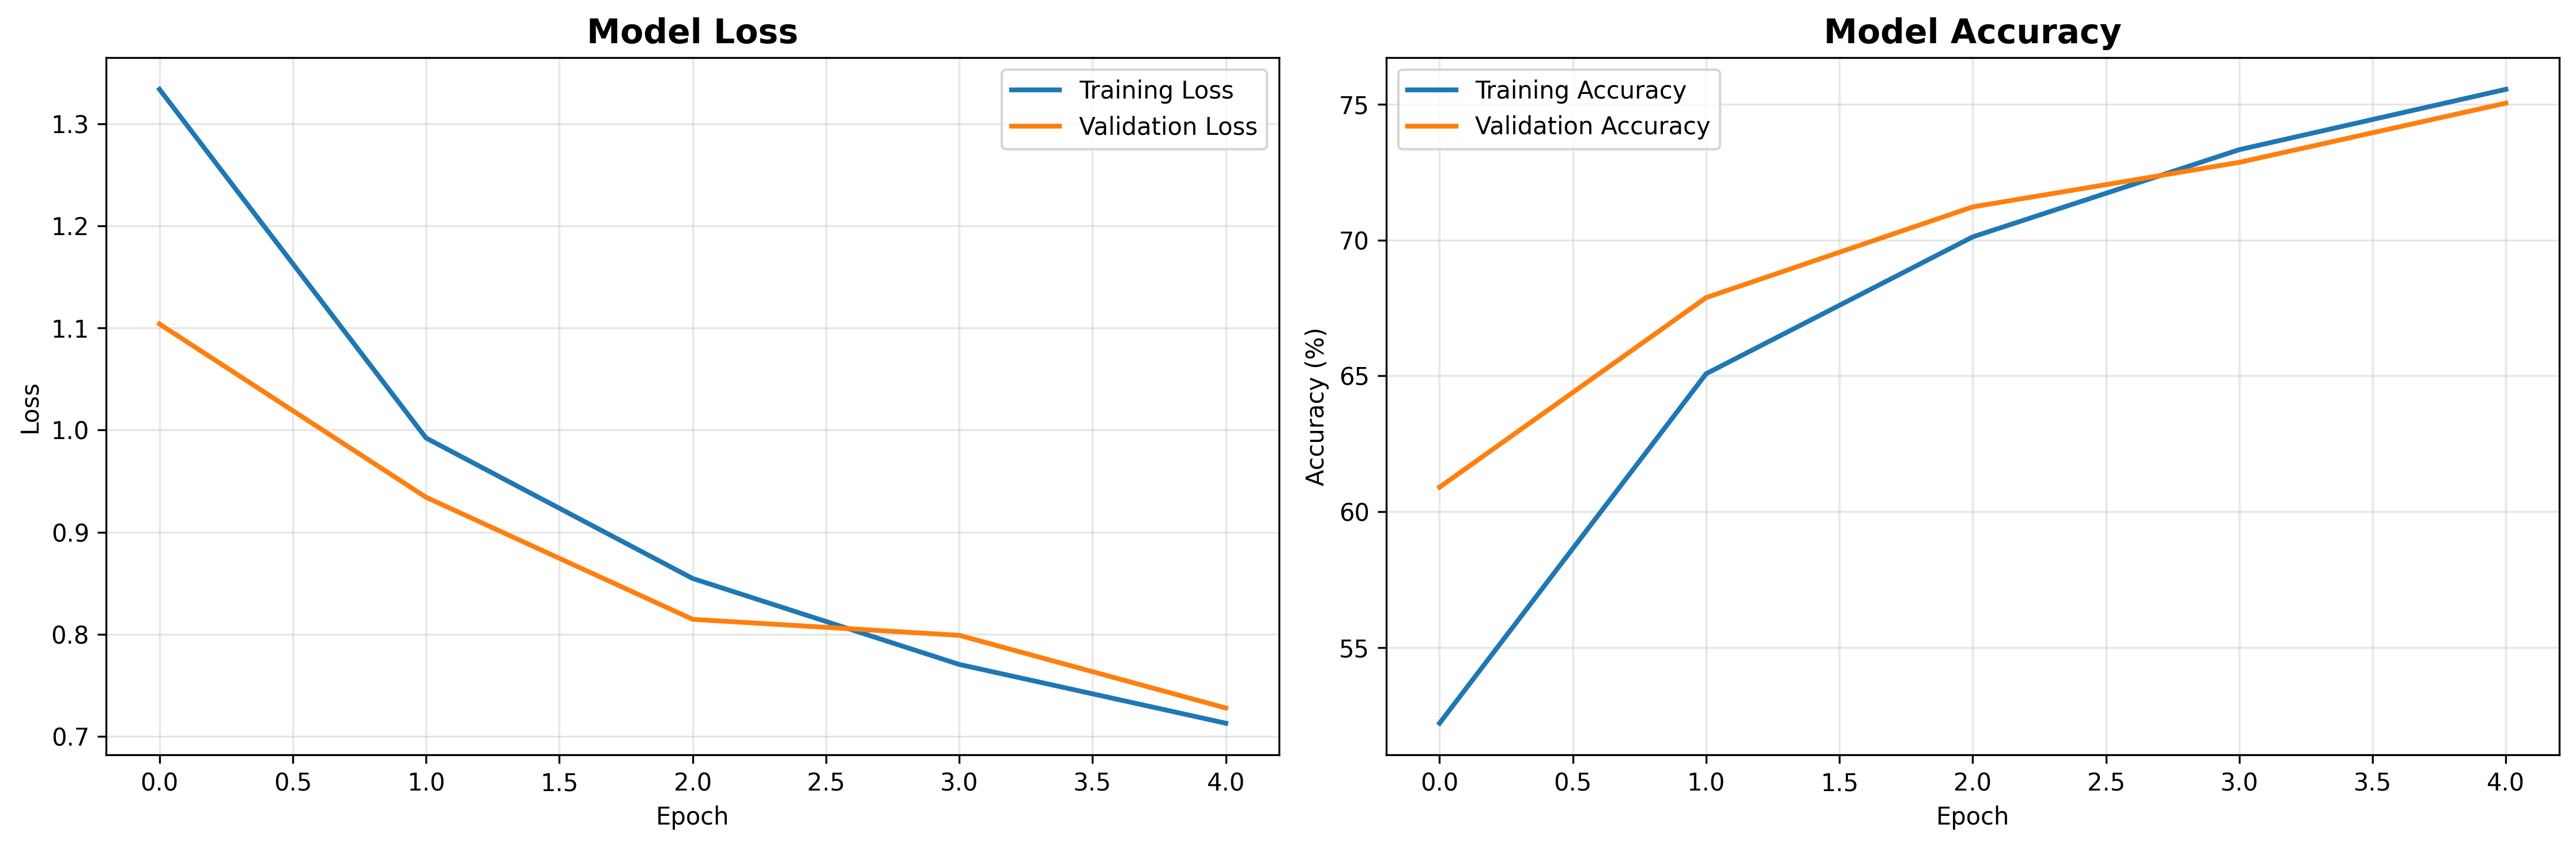 Model Loss
Training Loss
Validation Loss
1.3
1.2
1.1
1.0
0.9
0.8
0.7
Loss
0.0 0.5 1.0 1.5 2.0 2.5 3.0 3.5 4.0
Epoch
Model Accuracy
Training Accuracy
Validation Accuracy
75
70
65
60
55
Accuracy (%)
0.0 0.5 1.0 1.5 2.0 2.5 3.0 3.5 4.0
Epoch